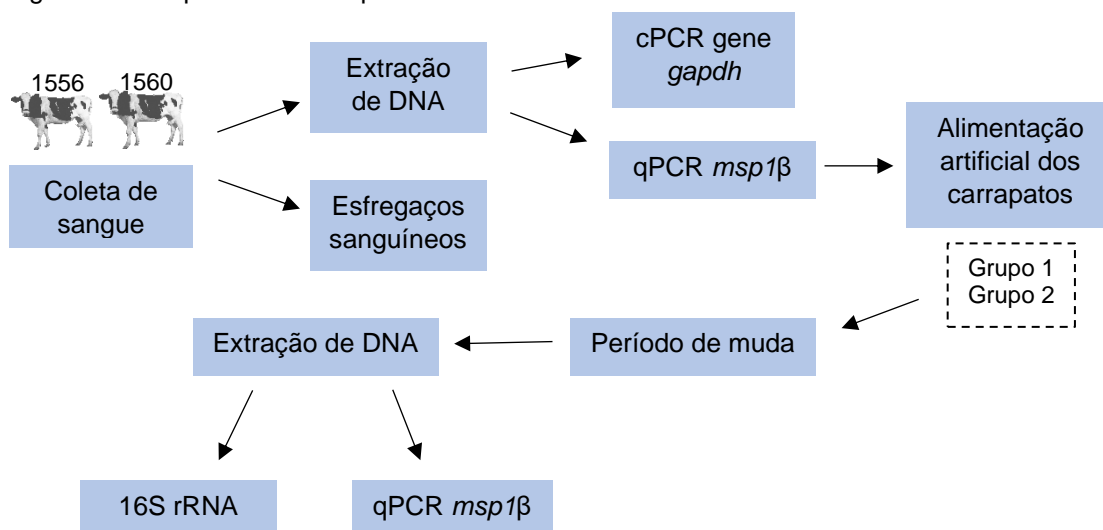 1556
1560
Coleta de
sangue
Extração
de DNA
Esfregaços
sanguíneos
cPCR gene
gapdh
qPCR msp1β
Alimentação
artificial dos
carrapatos
Grupo 1
Grupo 2
Período de muda
Extração de DNA
16S rRNA
qPCR msp1β